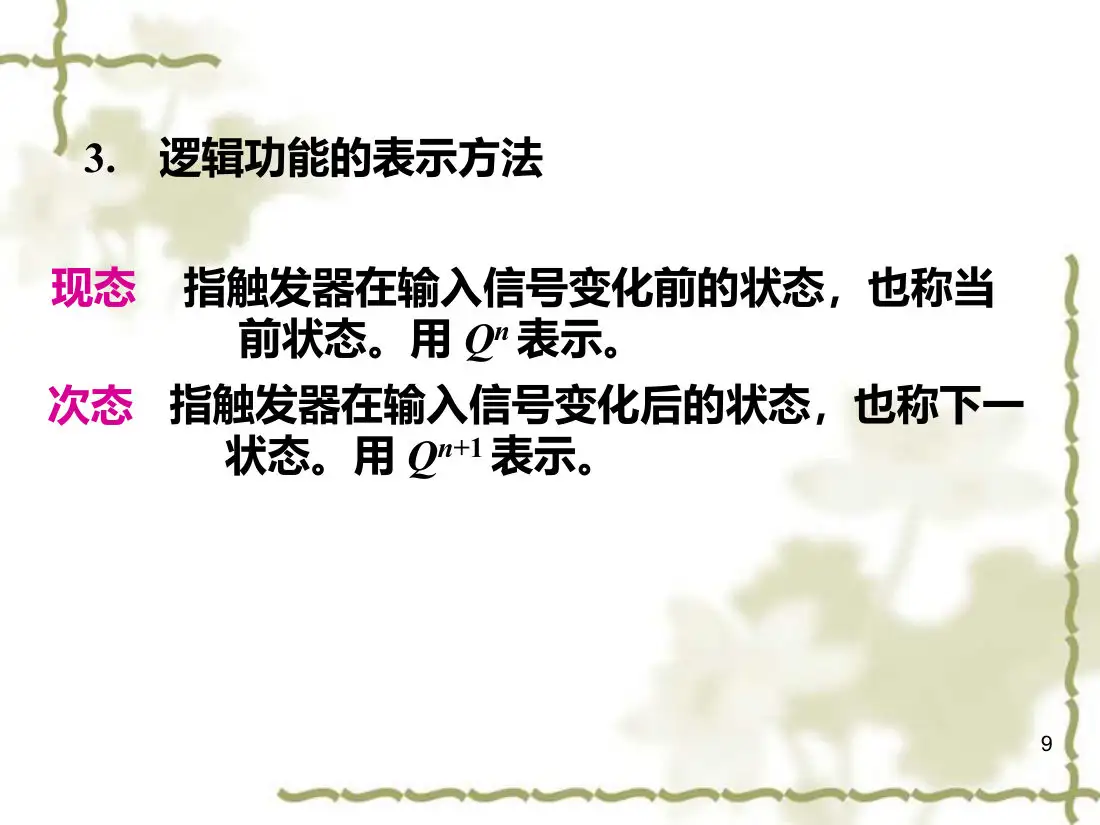 3. 逻辑功能的表示方法
现态 指触发器在输入信号变化前的状态，也称当
前状态。用 Qⁿ 表示。
次态 指触发器在输入信号变化后的状态，也称下一
状态。用 Qⁿ⁺¹ 表示。
9